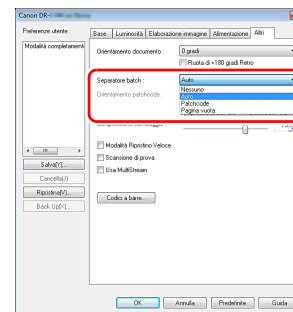 Canon DR-
Preferenze utente :
Modalità completamente
Salva(Y)...
Cancella(J)
Ripristina(V)...
Back Up(X)...
Base
Luminosità
Elaborazione immagine
Alimentazione
Altri
Orientamento documento :
0 gradi
Ruota di +180 gradi Retro
Separatore batch :
Auto
Nessuno
Auto
Patchcode
Pagina vuota
Orientamento patchcode :
Modalità Ripristino Veloce
Scansione di prova
Usa MultiStream
Codici a barre...
OK
Annulla
Predefinite
Guida